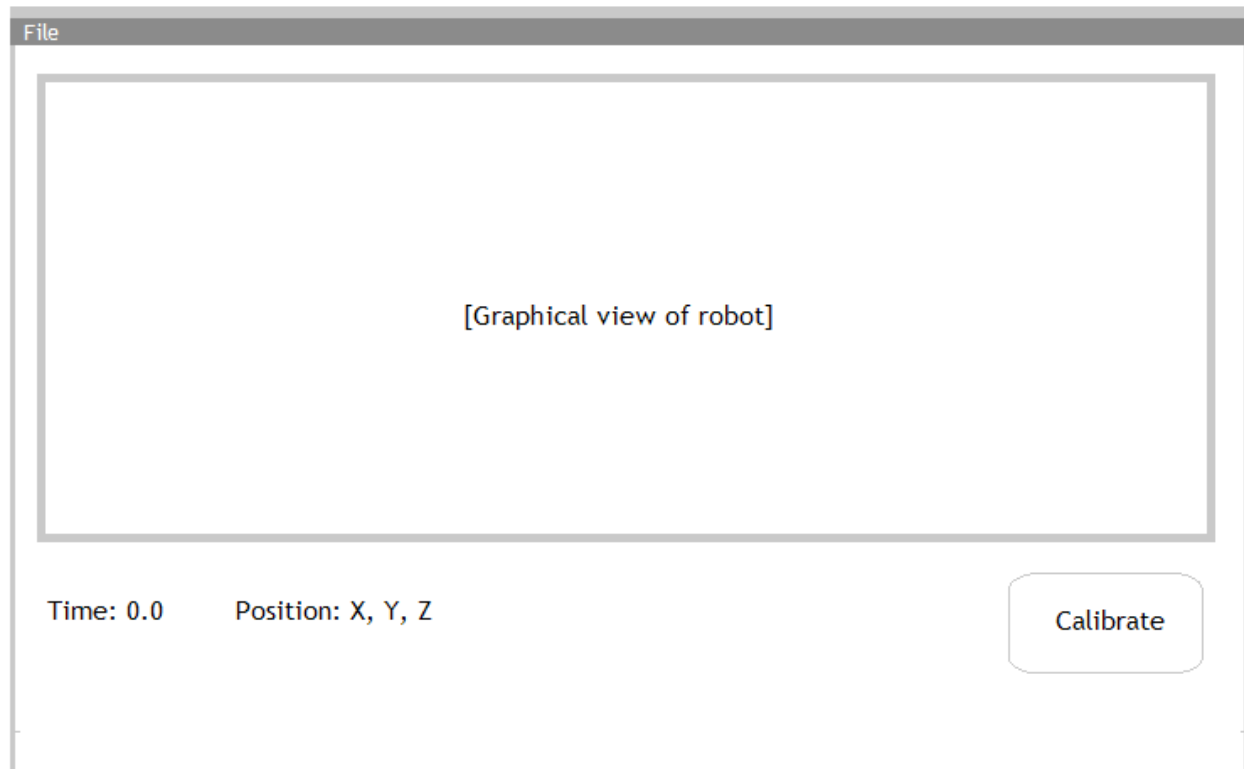 File
[Graphical view of robot]
Time: 0.0 Position: X, Y, Z
Calibrate